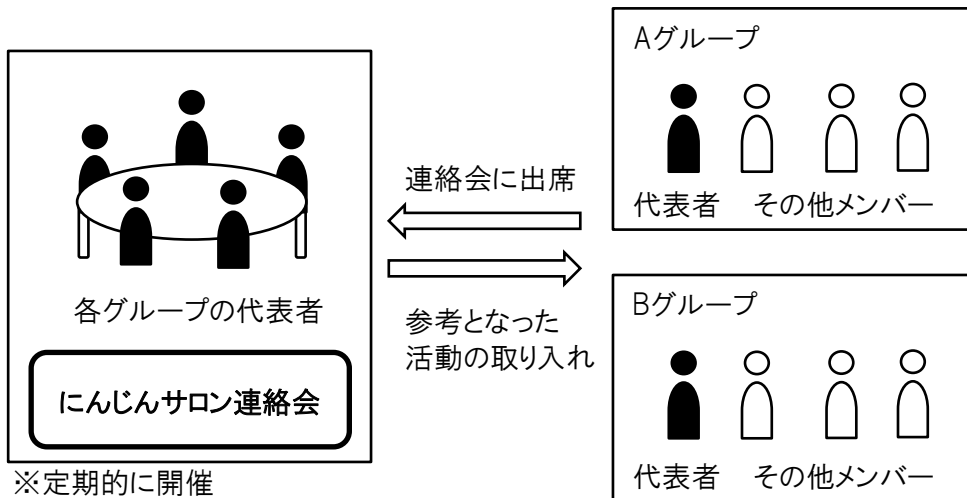 各グループの代表者
にんじんサロン連絡会
※定期的に開催
連絡会に出席
参考となった
活動の取り入れ
Aグループ
代表者 その他メンバー
Bグループ
代表者 その他メンバー